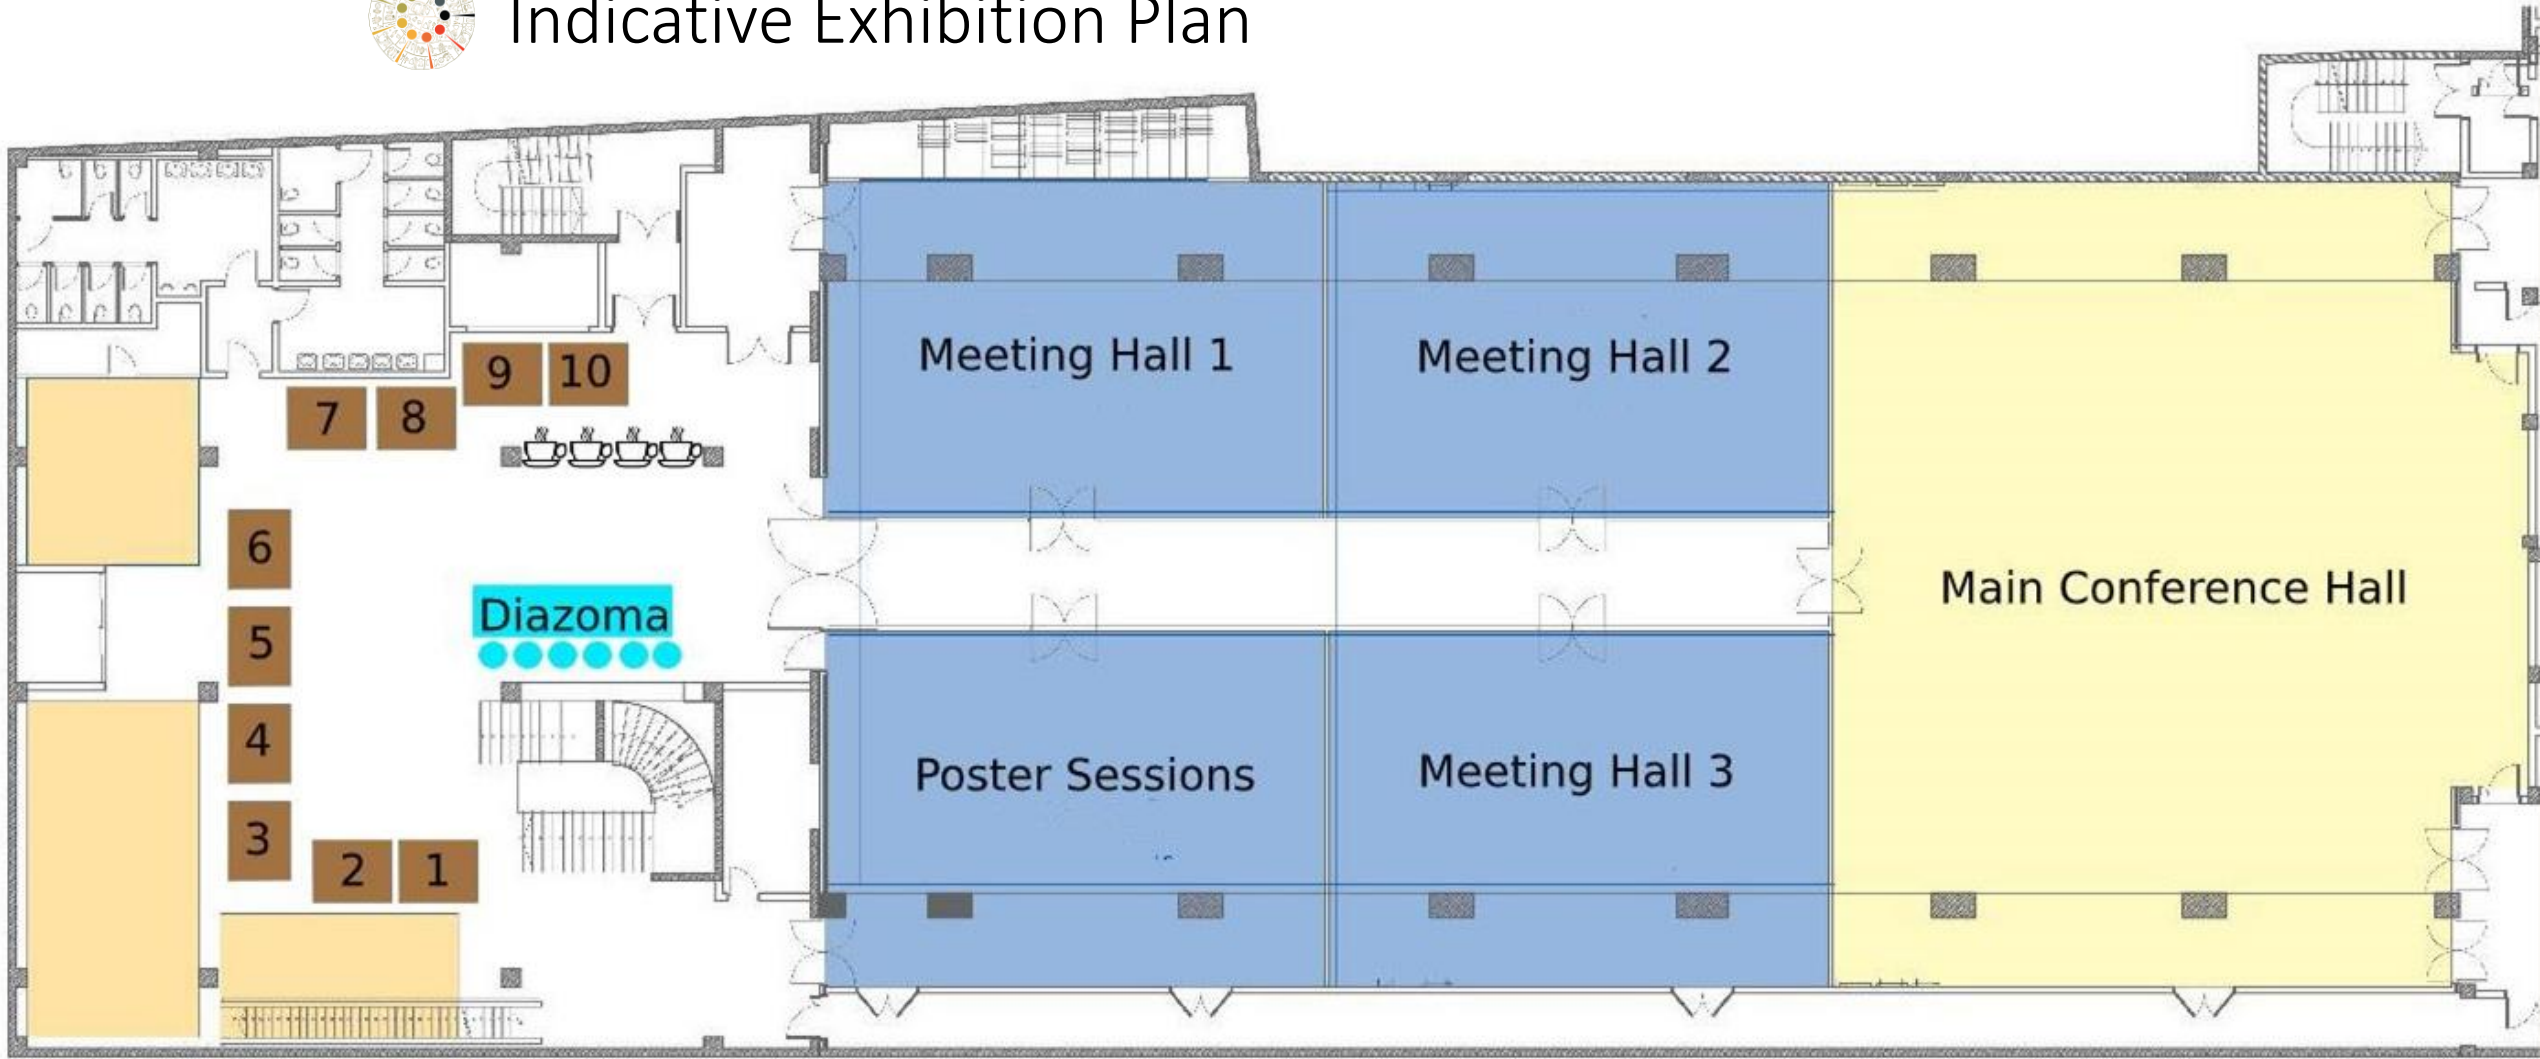 Indicative Exhibition Plan
9 10
7 8
Meeting Hall 1
Meeting Hall 2
6
5
4
3
2 1
Diazoma
Main Conference Hall
Poster Sessions
Meeting Hall 3